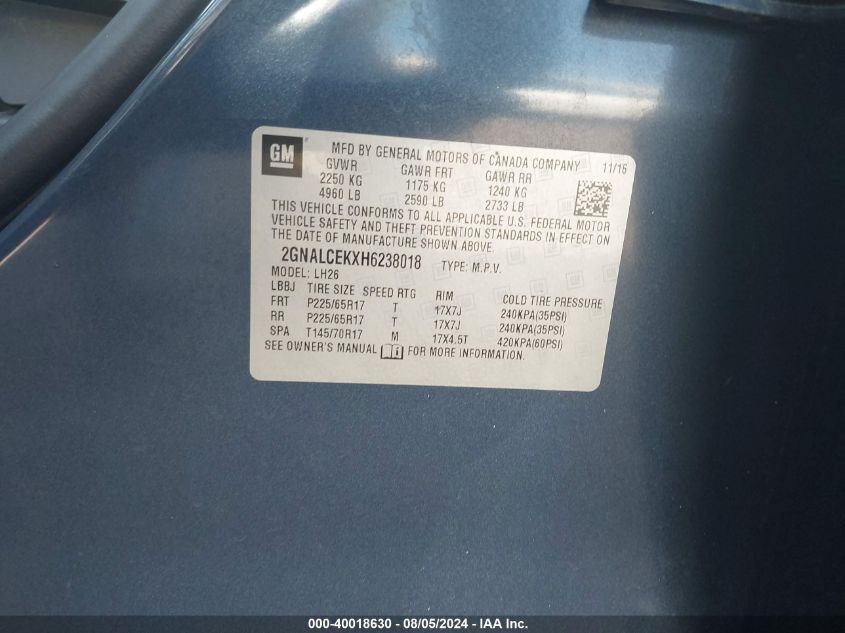 GM MFD BY GENERAL MOTORS OF CANADA COMPANY 11/16
GVWR GAWR FRT GAWR RR
2250 KG 1175 KG 1240 KG
4960 LB 2590 LB 2733 LB
THIS VEHICLE CONFORMS TO ALL APPLICABLE U.S. FEDERAL MOTOR
VEHICLE SAFETY AND THEFT PREVENTION STANDARDS IN EFFECT ON
THE DATE OF MANUFACTURE SHOWN ABOVE.
2GNALCEKXH6238018 TYPE: M.P.V.
MODEL: LH26
LBBJ TIRE SIZE SPEED RTG RIM COLD TIRE PRESSURE
FRT P225/65R17 T 17X7J 240KPA(35PSI)
RR P225/65R17 T 17X7J 240KPA(35PSI)
SPA T145/70R17 M 17X4.5T 420KPA(60PSI)
SEE OWNER'S MANUAL FOR MORE INFORMATION.
000-40018630 - 08/05/2024 - IAA Inc.